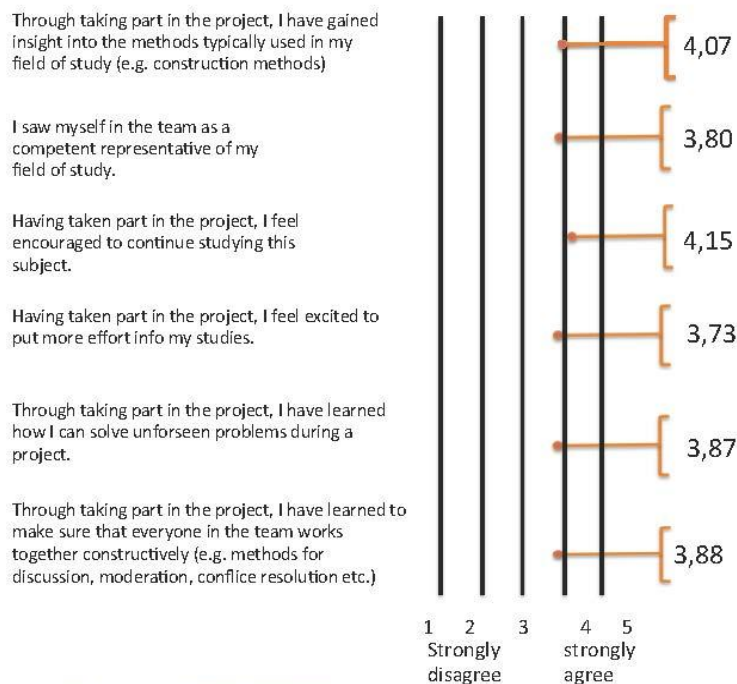 Through taking part in the project, I have gained
insight into the methods typically used in my
field of study (e.g. construction methods)
4,07
I saw myself in the team as a
competent representative of my
field of study.
3,80
Having taken part in the project, I feel
encouraged to continue studying this
subject.
4,15
Having taken part in the project, I feel excited to
put more effort info my studies.
3,73
Through taking part in the project, I have learned
how I can solve unforseen problems during a
project.
3,87
Through taking part in the project, I have learned to
make sure that everyone in the team works
together constructively (e.g. methods for
discussion, moderation, conflice resolution etc.)
3,88
1 2 3 4 5
Strongly strongly
disagree agree